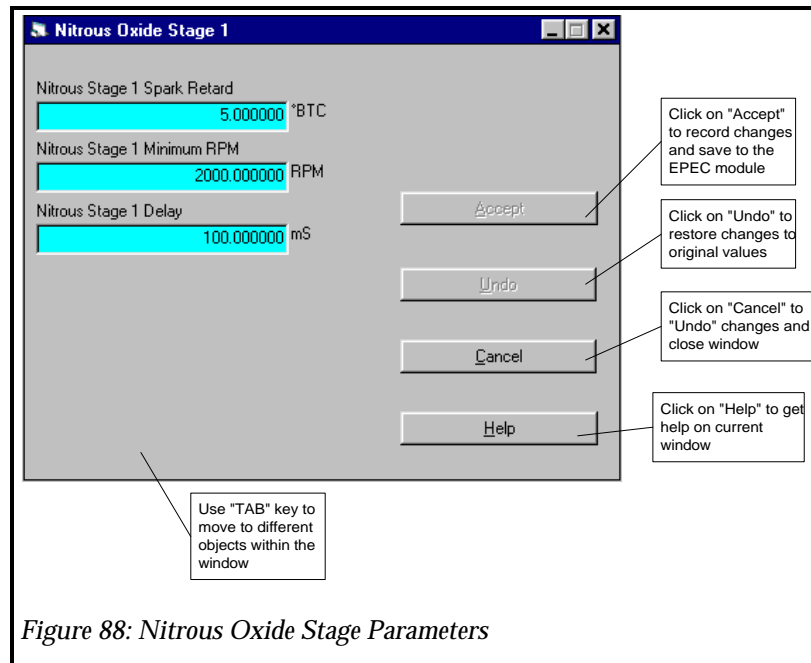 Nitrous Oxide Stage 1
Nitrous Stage 1 Spark Retard
5.000000 °BTC
Nitrous Stage 1 Minimum RPM
2000.000000 RPM
Nitrous Stage 1 Delay
100.000000 mS
Accept
Undo
Cancel
Help
Click on "Accept"
to record changes
and save to the
EPEC module
Click on "Undo" to
restore changes to
original values
Click on "Cancel" to
"Undo" changes and
close window
Click on "Help" to get
help on current
window
Use "TAB" key to
move to different
objects within the
window
Figure 88: Nitrous Oxide Stage Parameters